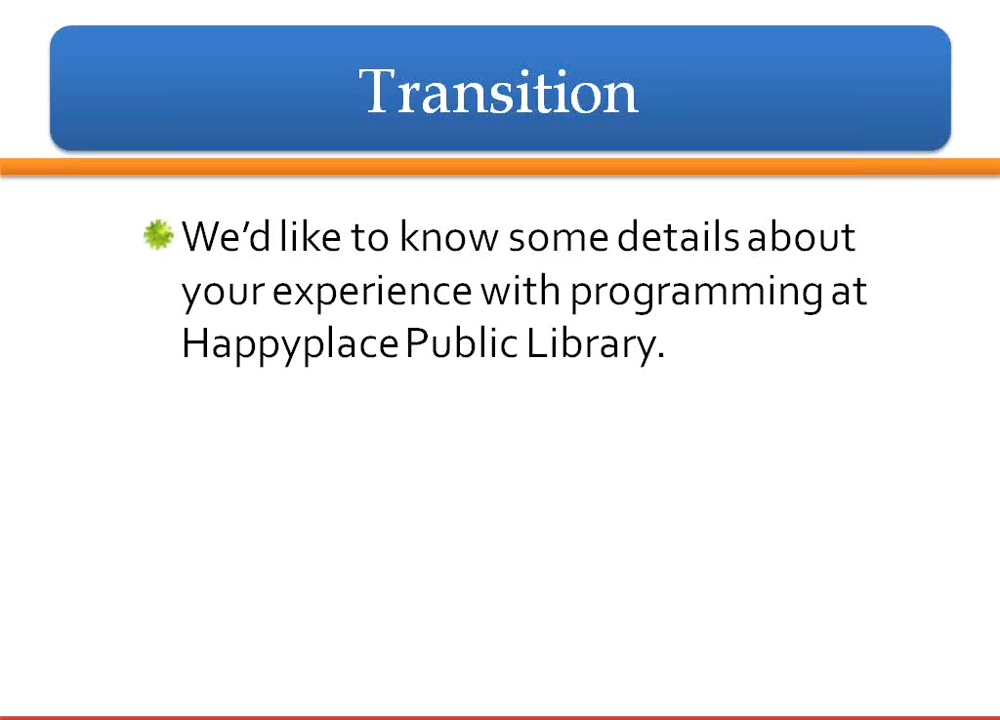 Transition
We’d like to know some details about
your experience with programming at
Happyplace Public Library.